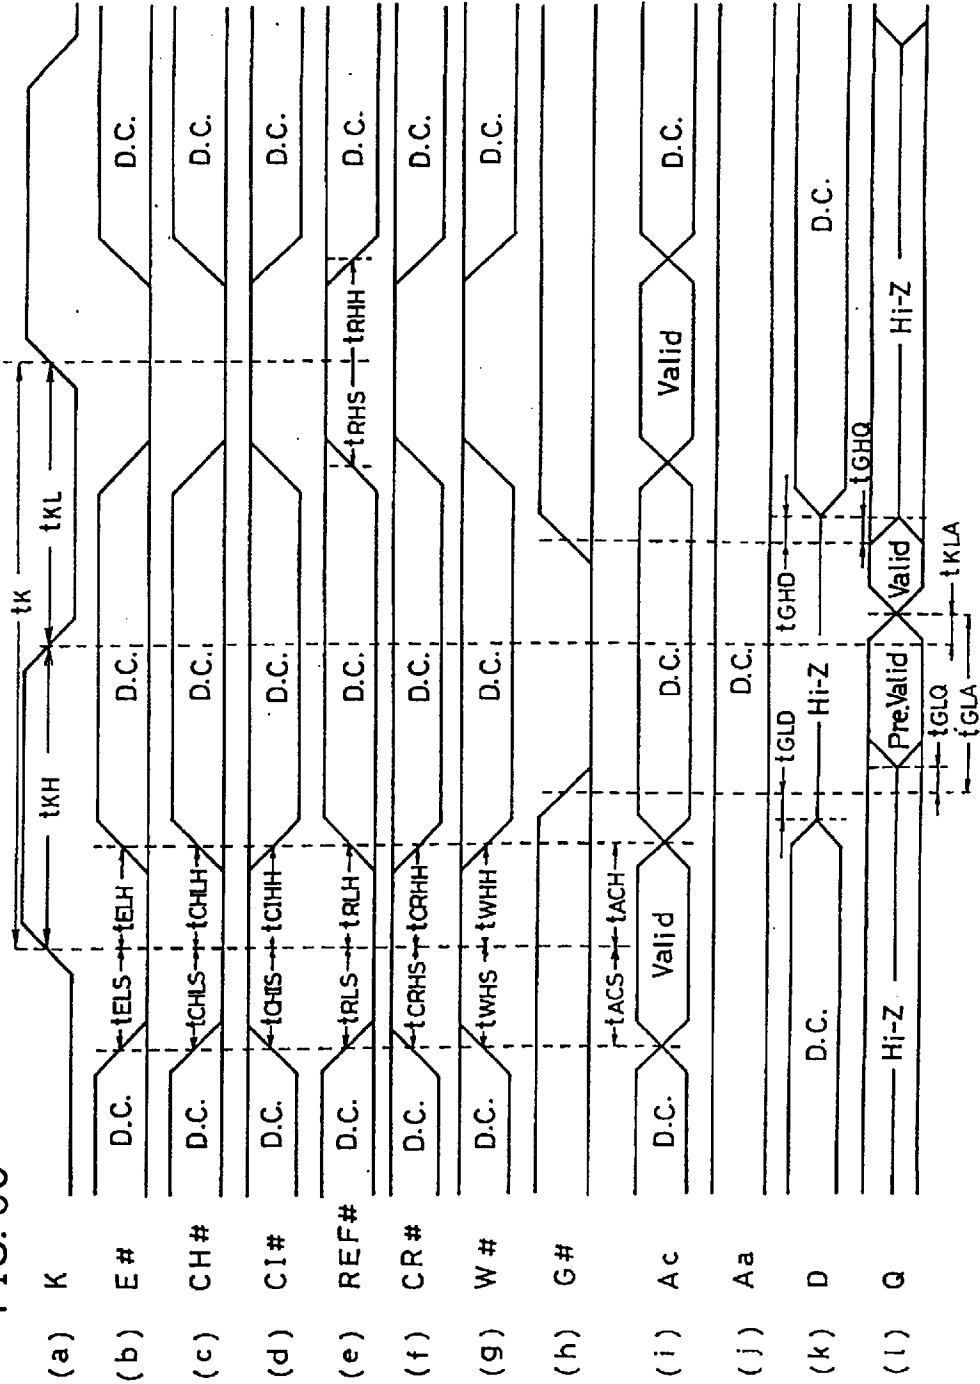 (a) K tK tKH tKL
(b) E# D.C. tELS tELH D.C. D.C.
(c) CH# D.C. tCHLS tCHLH D.C. D.C.
(d) CI# D.C. tCHIS tCIHH D.C. D.C.
(e) REF# D.C. tRLS tRLH D.C. tRHS tRHH D.C.
(f) CR# D.C. tCRHS tCRHH D.C. D.C.
(g) W# D.C. tWHS tWHH D.C. D.C.
(h) G#
tACS tACH
(i) Ac D.C. Valid D.C. Valid D.C.
(j) Aa D.C.
tGLD tGHD
(k) D D.C. Hi-Z D.C.
tGHQ
(l) Q Hi-Z Pre.Valid Valid Hi-Z
tGLQ tKLA
tGLA